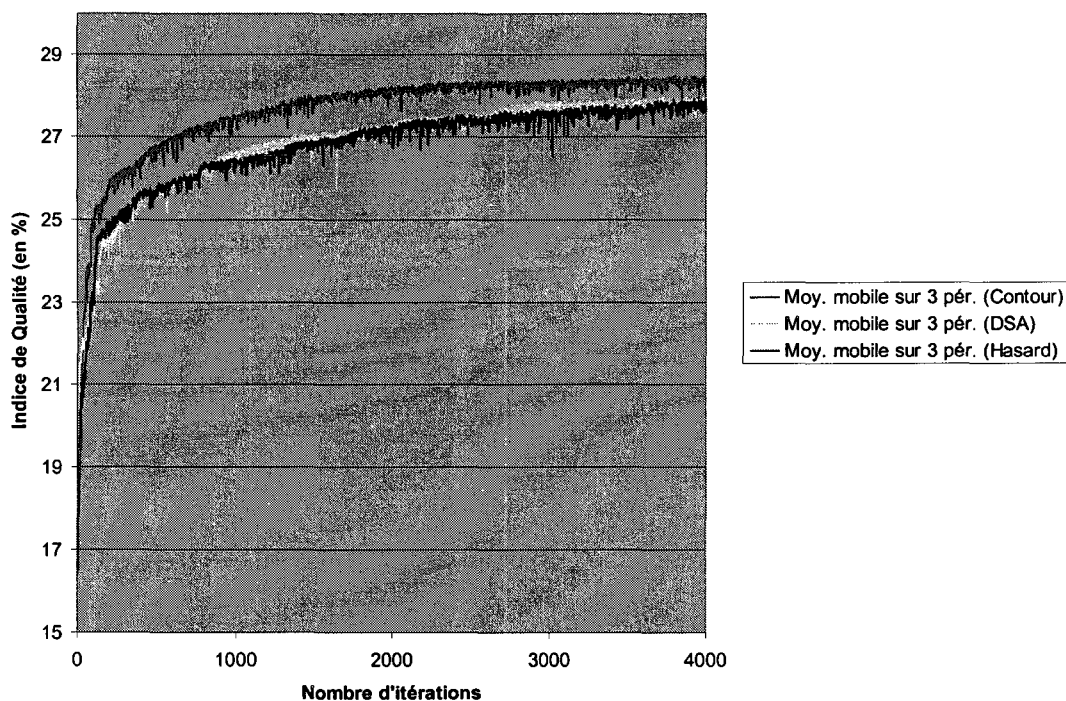 29
27
25
23
21
19
17
15
Indice de Qualité (en %)
0 1000 2000 3000 4000
Nombre d'itérations
Moy. mobile sur 3 pér. (Contour)
Moy. mobile sur 3 pér. (DSA)
Moy. mobile sur 3 pér. (Hasard)